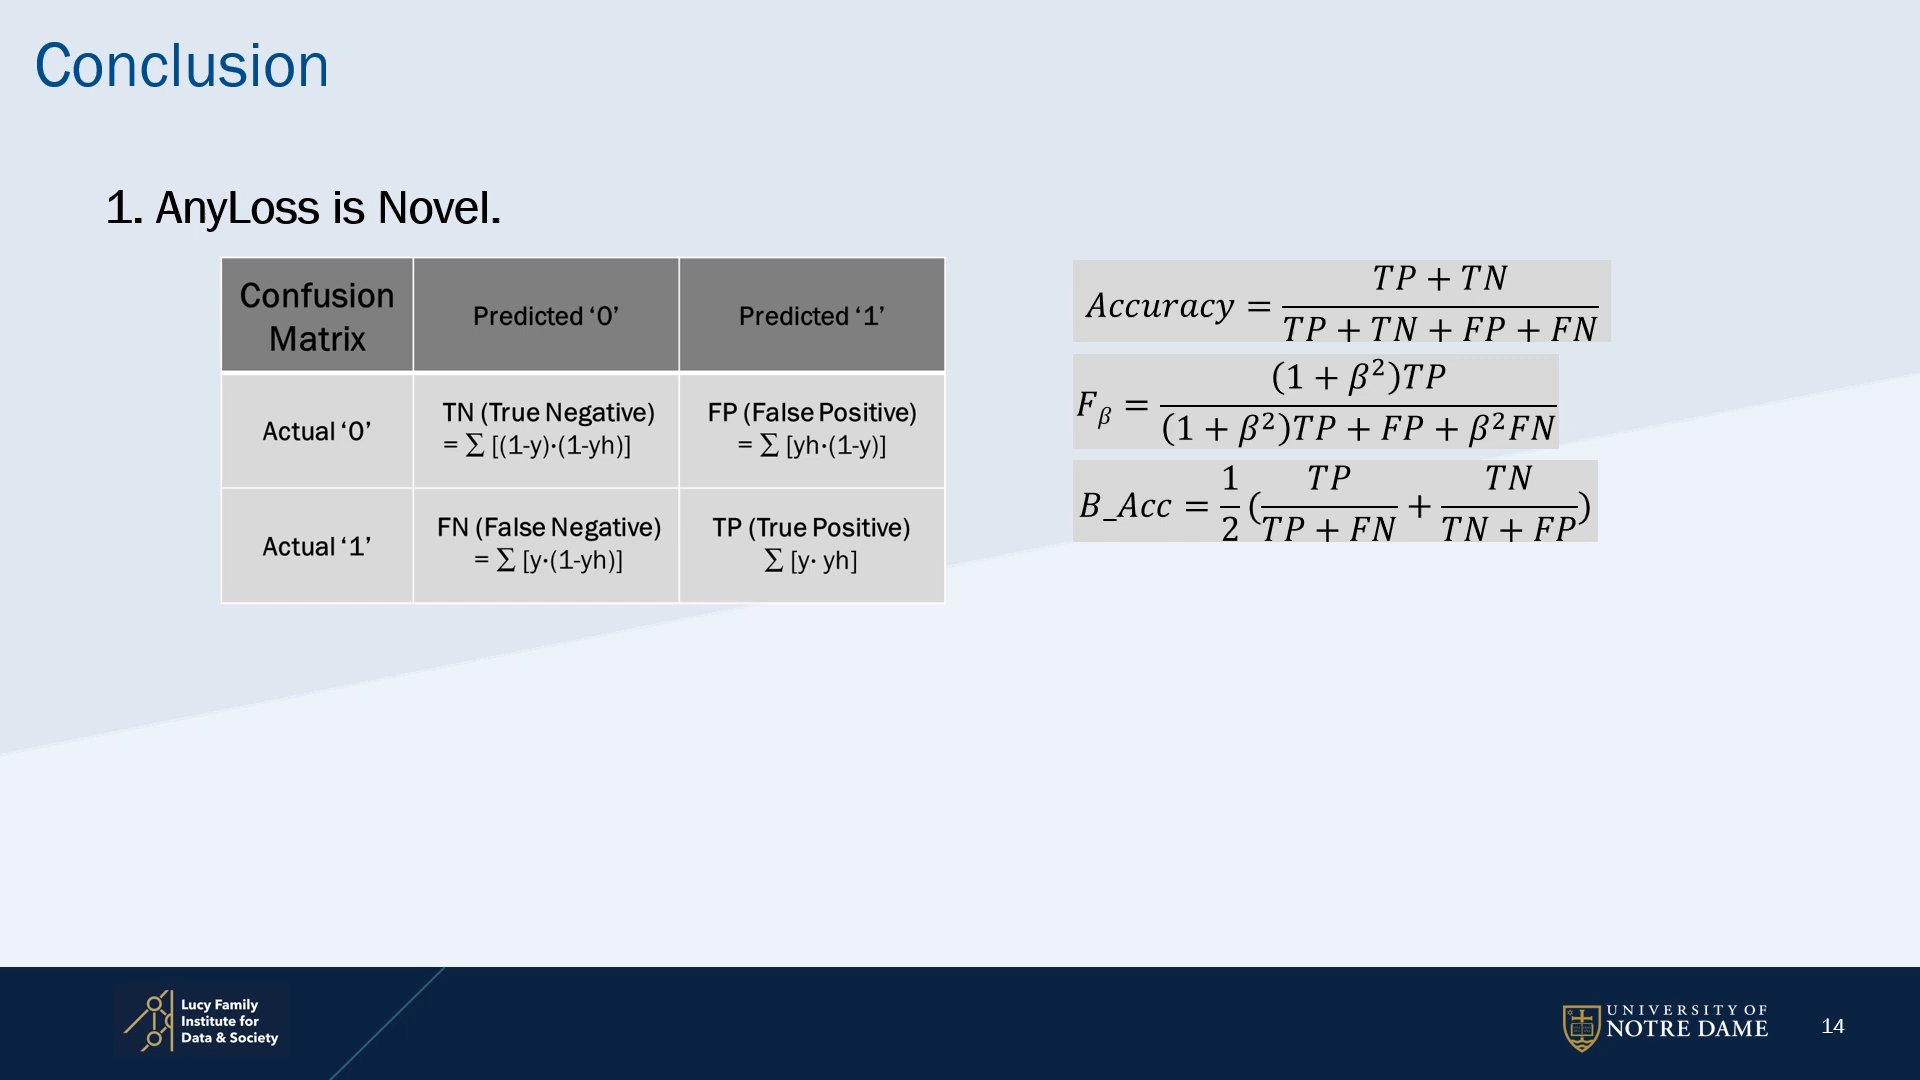 Conclusion
1. AnyLoss is Novel.
Confusion
Matrix
Predicted ‘0’
Predicted ‘1’
Actual ‘0’
TN (True Negative)
= ∑ [(1-y)·(1-yh)]
FP (False Positive)
= ∑ [yh·(1-y)]
Actual ‘1’
FN (False Negative)
= ∑ [y·(1-yh)]
TP (True Positive)
∑ [y· yh]
Accuracy = (TP + TN) / (TP + TN + FP + FN)
F_β = ((1 + β²)TP) / ((1 + β²)TP + FP + β²FN)
B_Acc = 1/2 (TP / (TP + FN) + TN / (TN + FP))
Lucy Family
Institute for
Data & Society
UNIVERSITY OF
NOTRE DAME
14